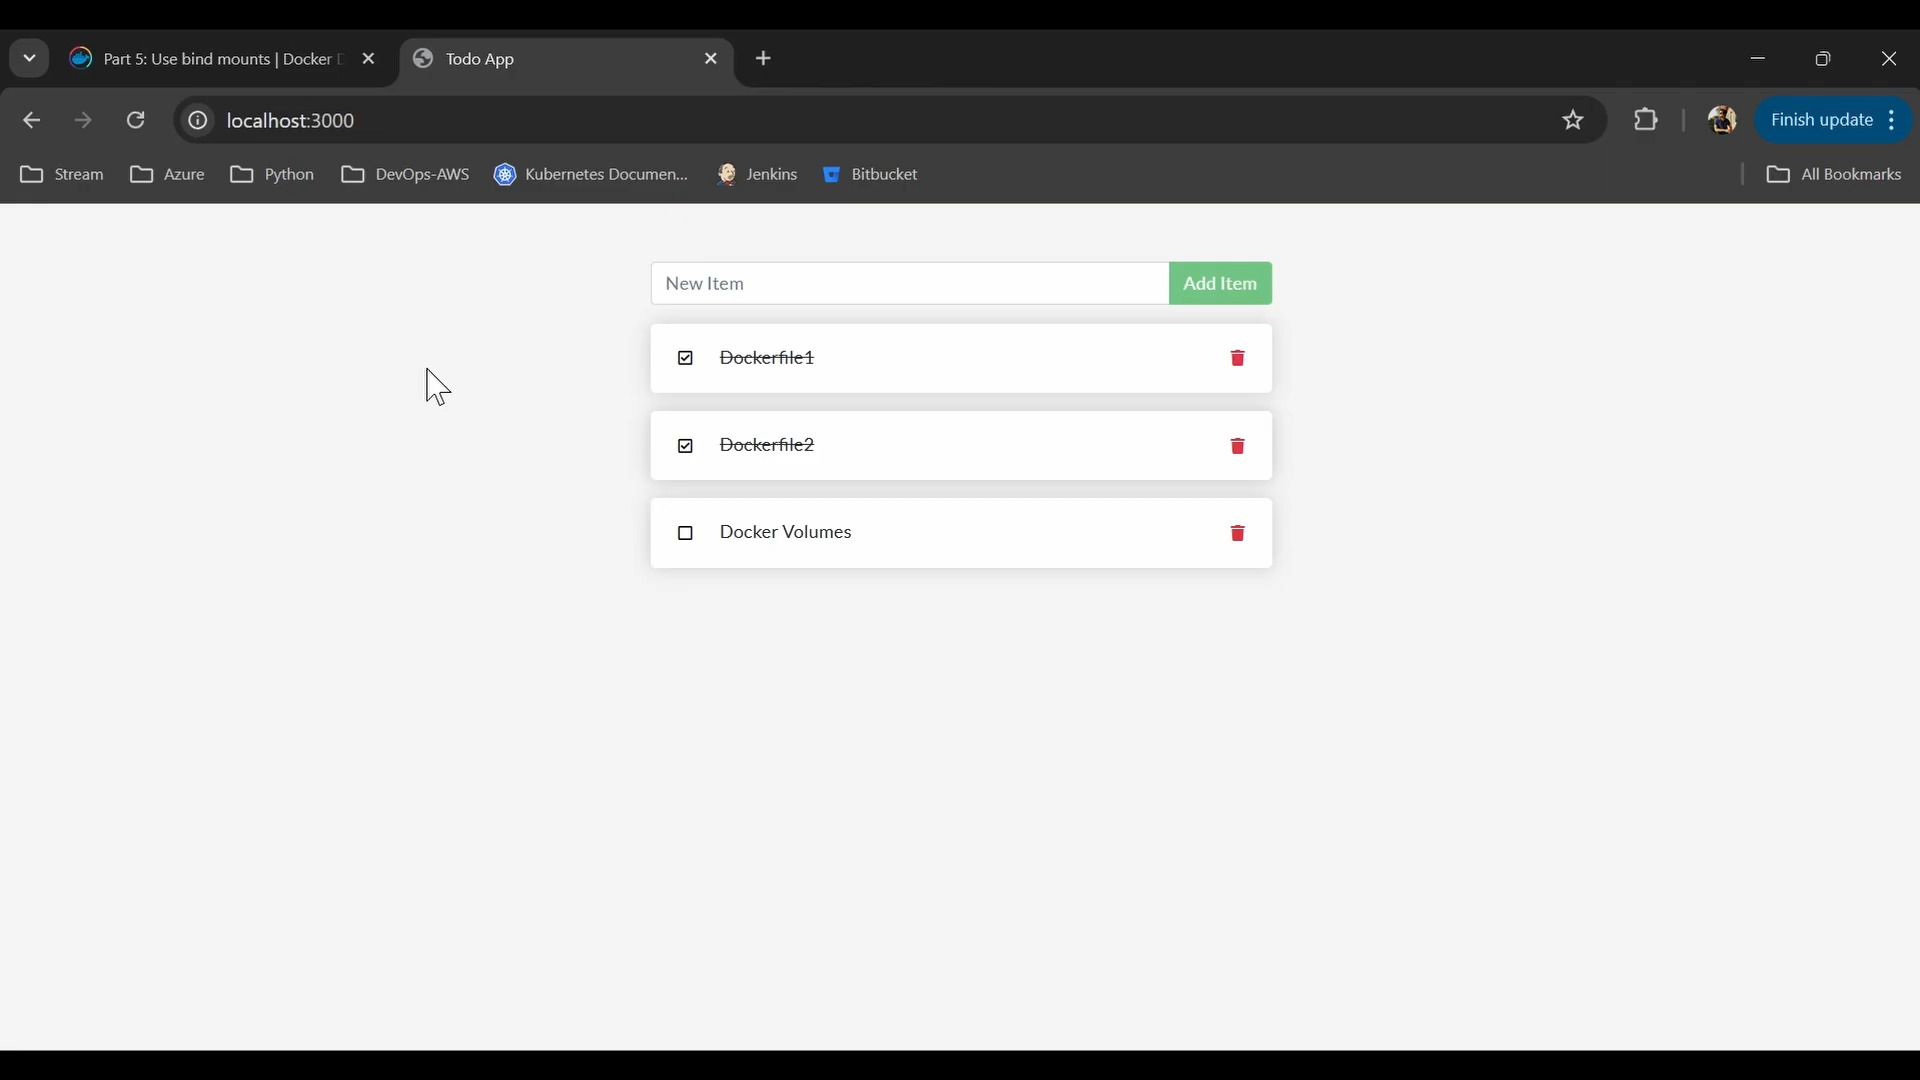 Part 5: Use bind mounts | Docker D
Todo App
localhost:3000
Finish update
Stream
Azure
Python
DevOps-AWS
Kubernetes Documen...
Jenkins
Bitbucket
All Bookmarks
New Item
Add Item
Dockerfile1
Dockerfile2
Docker Volumes